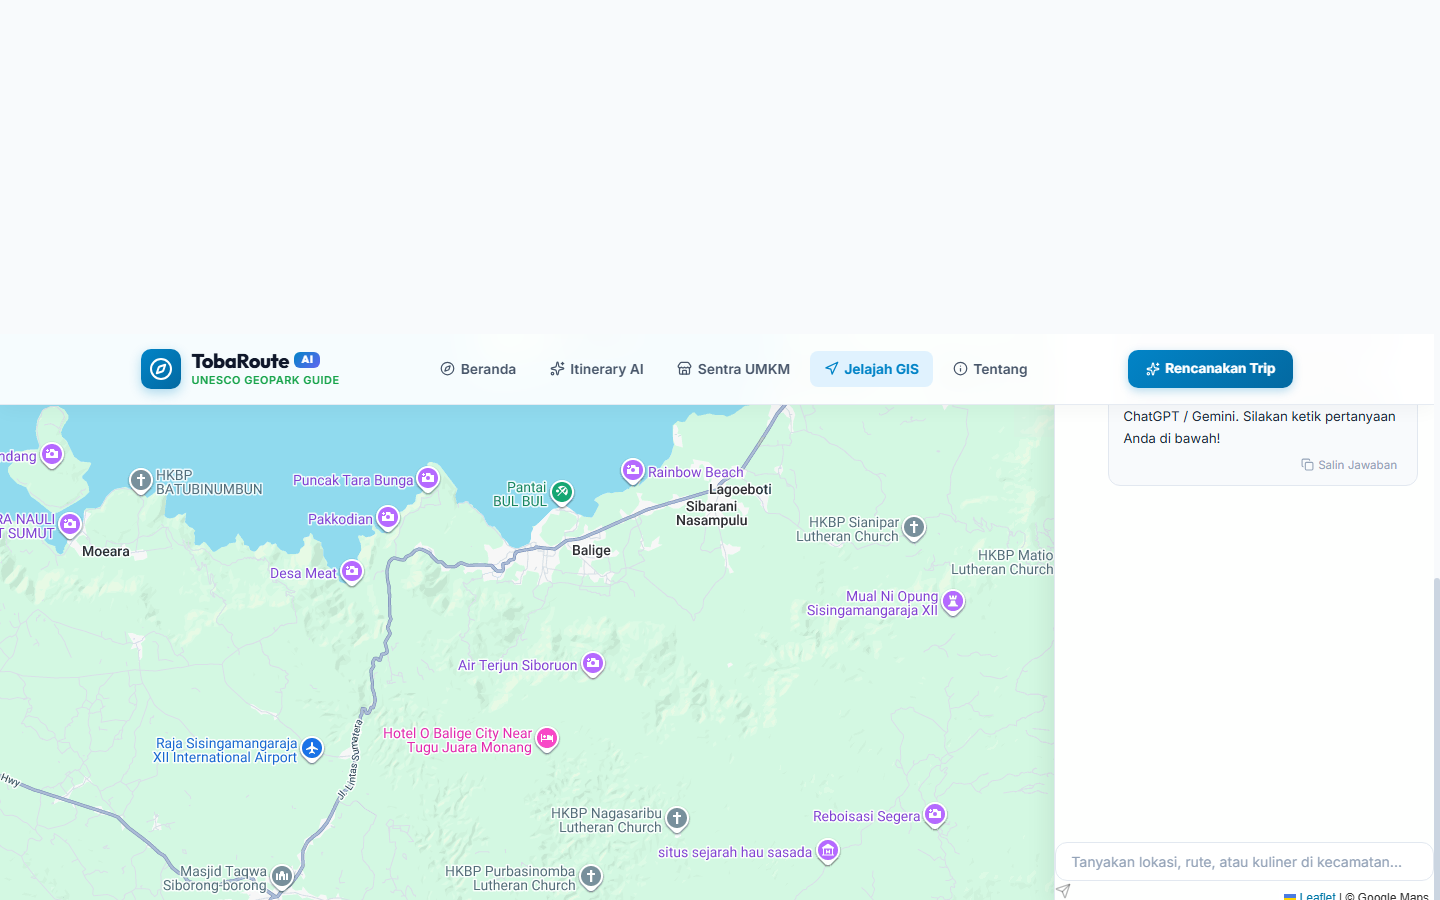 TobaRoute AI
UNESCO GEOPARK GUIDE
Beranda
Itinerary AI
Sentra UMKM
Jelajah GIS
Tentang
Rencanakan Trip
ChatGPT / Gemini. Silakan ketik pertanyaan
Anda di bawah!
Salin Jawaban
ndang
HKBP
BATUBINUMBUN
Puncak Tara Bunga
Pantai
BUL BUL
Rainbow Beach
Lagoeboti
Sibarani
Nasampulu
RA NAULI
T SUMUT
Pakkodian
Moeara
Desa Meat
Balige
HKBP Sianipar
Lutheran Church
HKBP Matio
Lutheran Church
Mual Ni Opung
Sisingamangaraja XII
Air Terjun Siboruon
Hotel O Balige City Near
Tugu Juara Monang
Raja Sisingamangaraja
XII International Airport
Jl. Lintas Sumatera
Hwy
HKBP Nagasaribu
Lutheran Church
Reboisasi Segera
situs sejarah hau sasada
Masjid Taqwa
Siborong-borong
HKBP Purbasinomba
Lutheran Church
Tanyakan lokasi, rute, atau kuliner di kecamatan...
Leaflet | © Google Maps